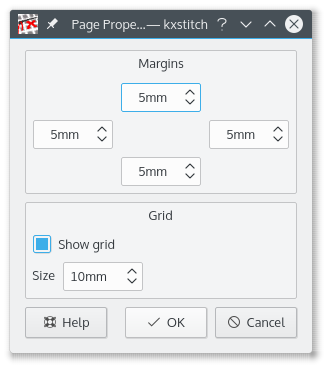 Page Prope...— kxstitch
Margins
5mm
5mm 5mm
5mm
Grid
Show grid
Size 10mm
Help OK Cancel